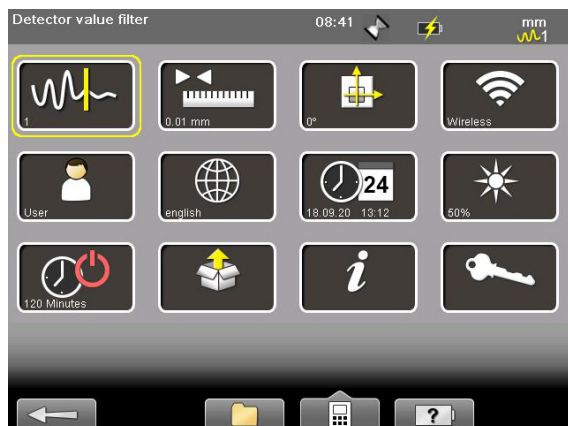 Detector value filter 08:41 mm
1
1 0.01 mm 0° Wireless
24
User english 18.09.20 13:12 50%
120 Minutes
i
?